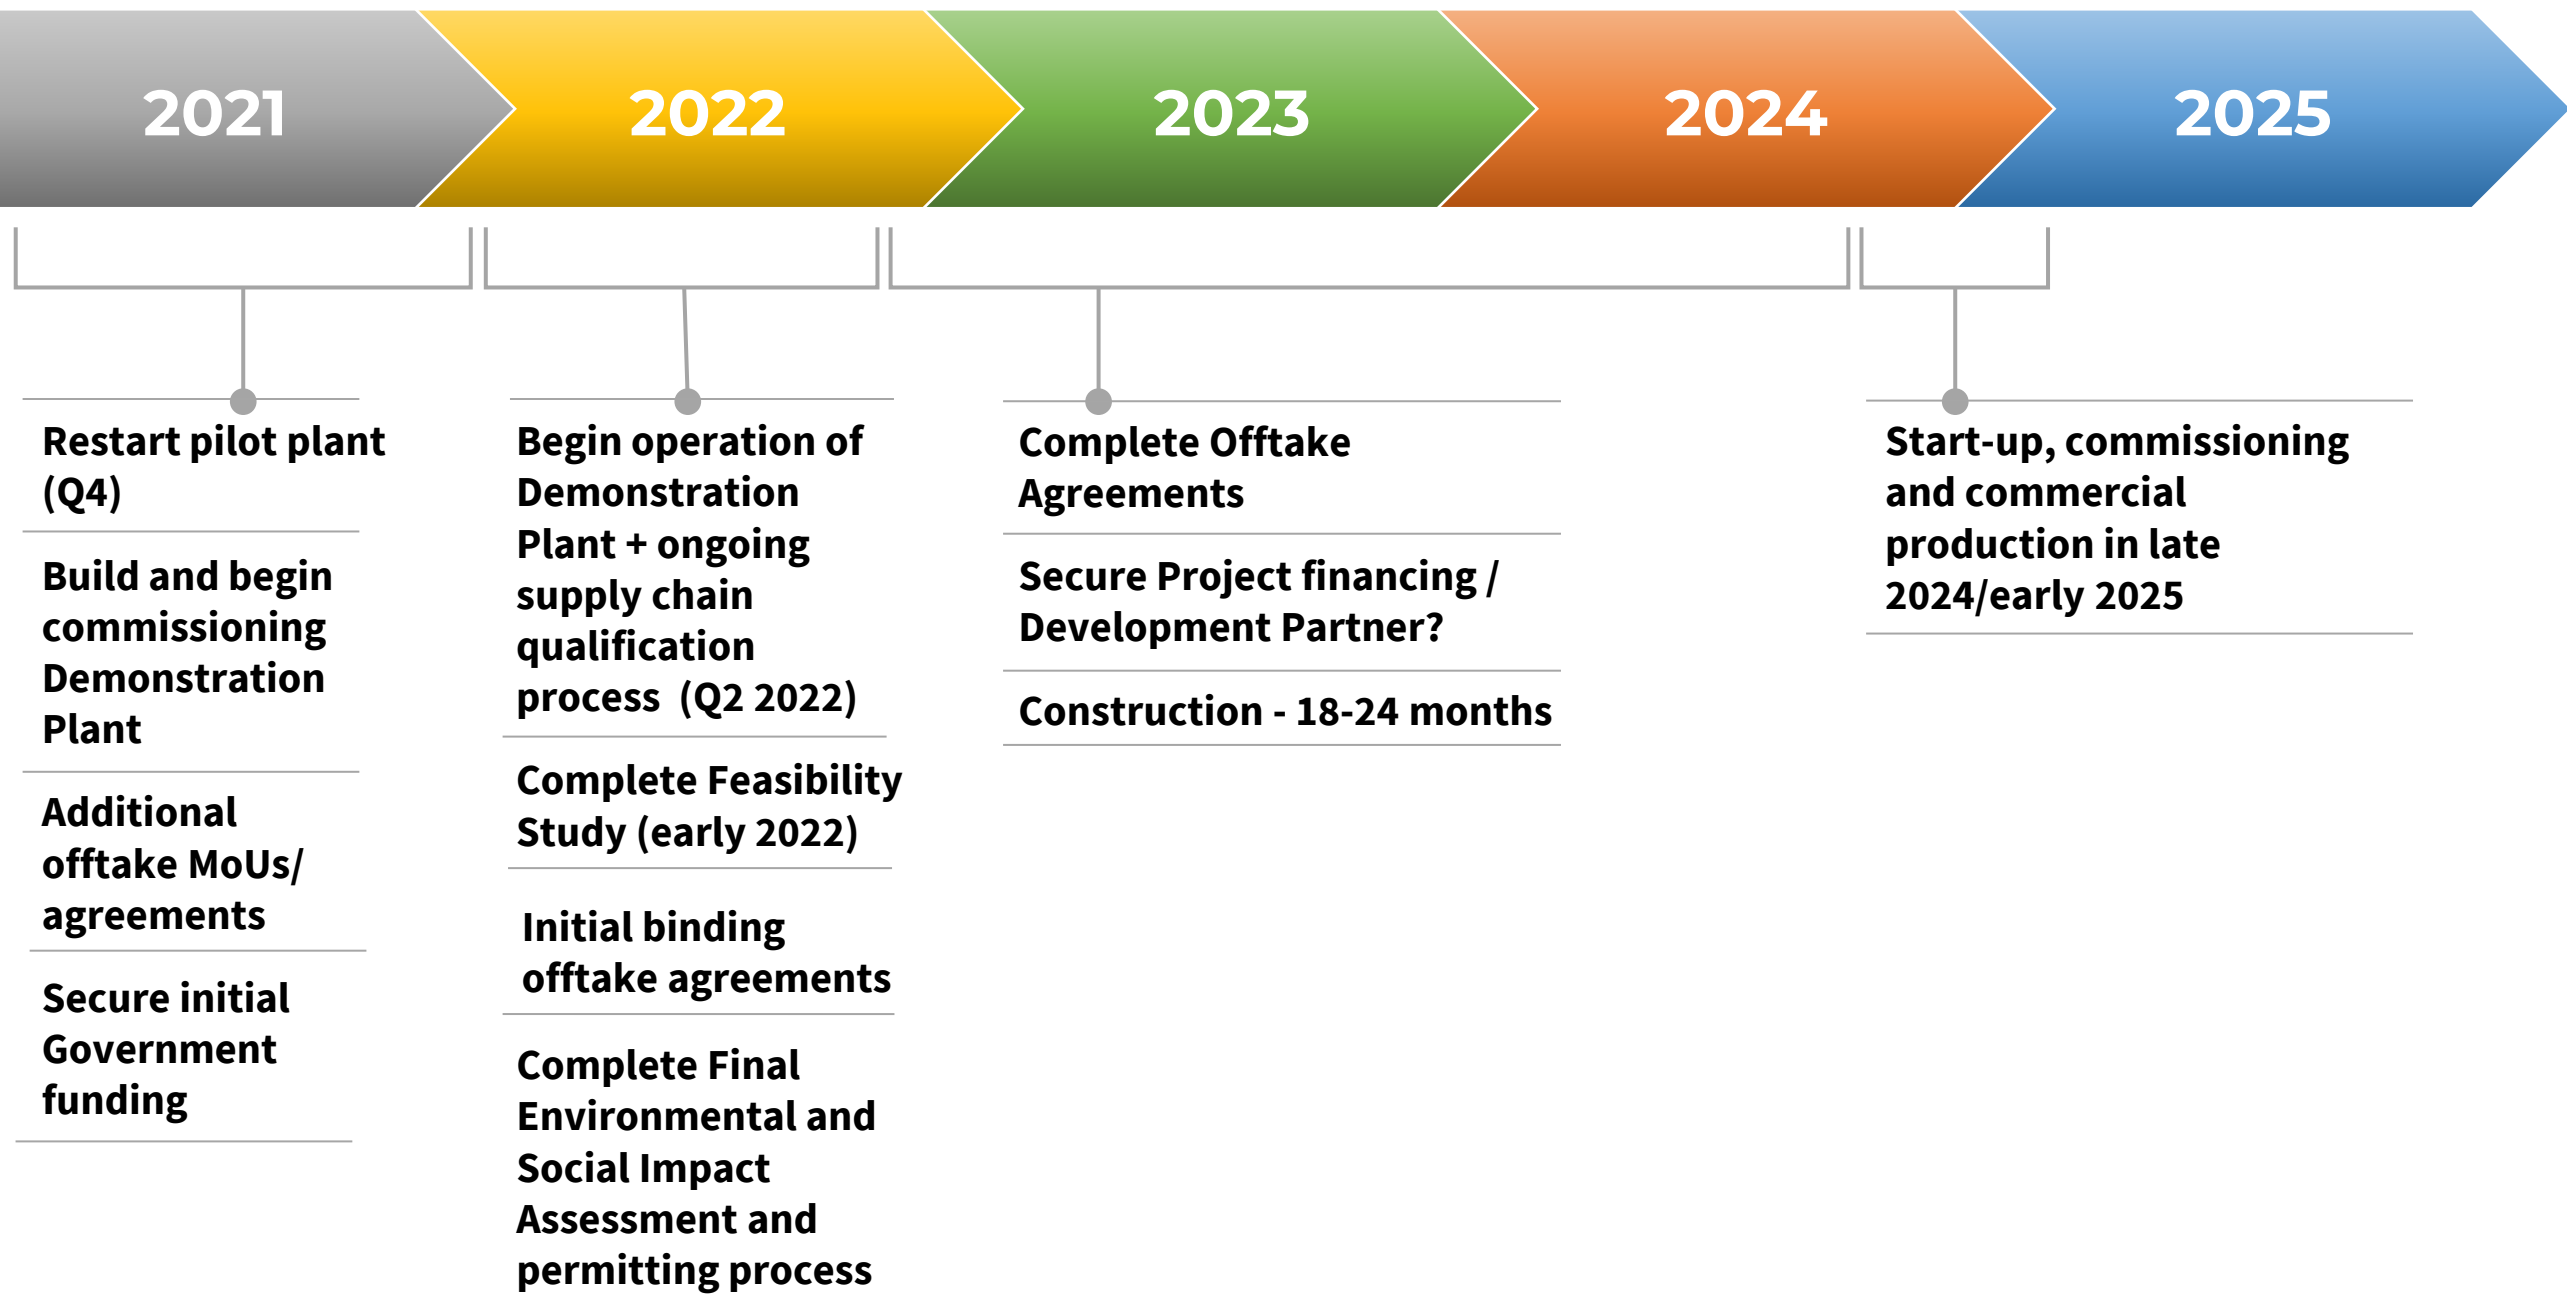 2021
2022
2023
2024
2025
Restart pilot plant
(Q4)
Build and begin
commissioning
Demonstration
Plant
Additional
offtake MoUs/
agreements
Secure initial
Government
funding
Begin operation of
Demonstration
Plant + ongoing
supply chain
qualification
process  (Q2 2022)
Complete Feasibility
Study (early 2022)
Initial binding
offtake agreements
Complete Final
Environmental and
Social Impact
Assessment and
permitting process
Complete Offtake
Agreements
Secure Project financing /
Development Partner?
Construction - 18-24 months
Start-up, commissioning
and commercial
production in late
2024/early 2025